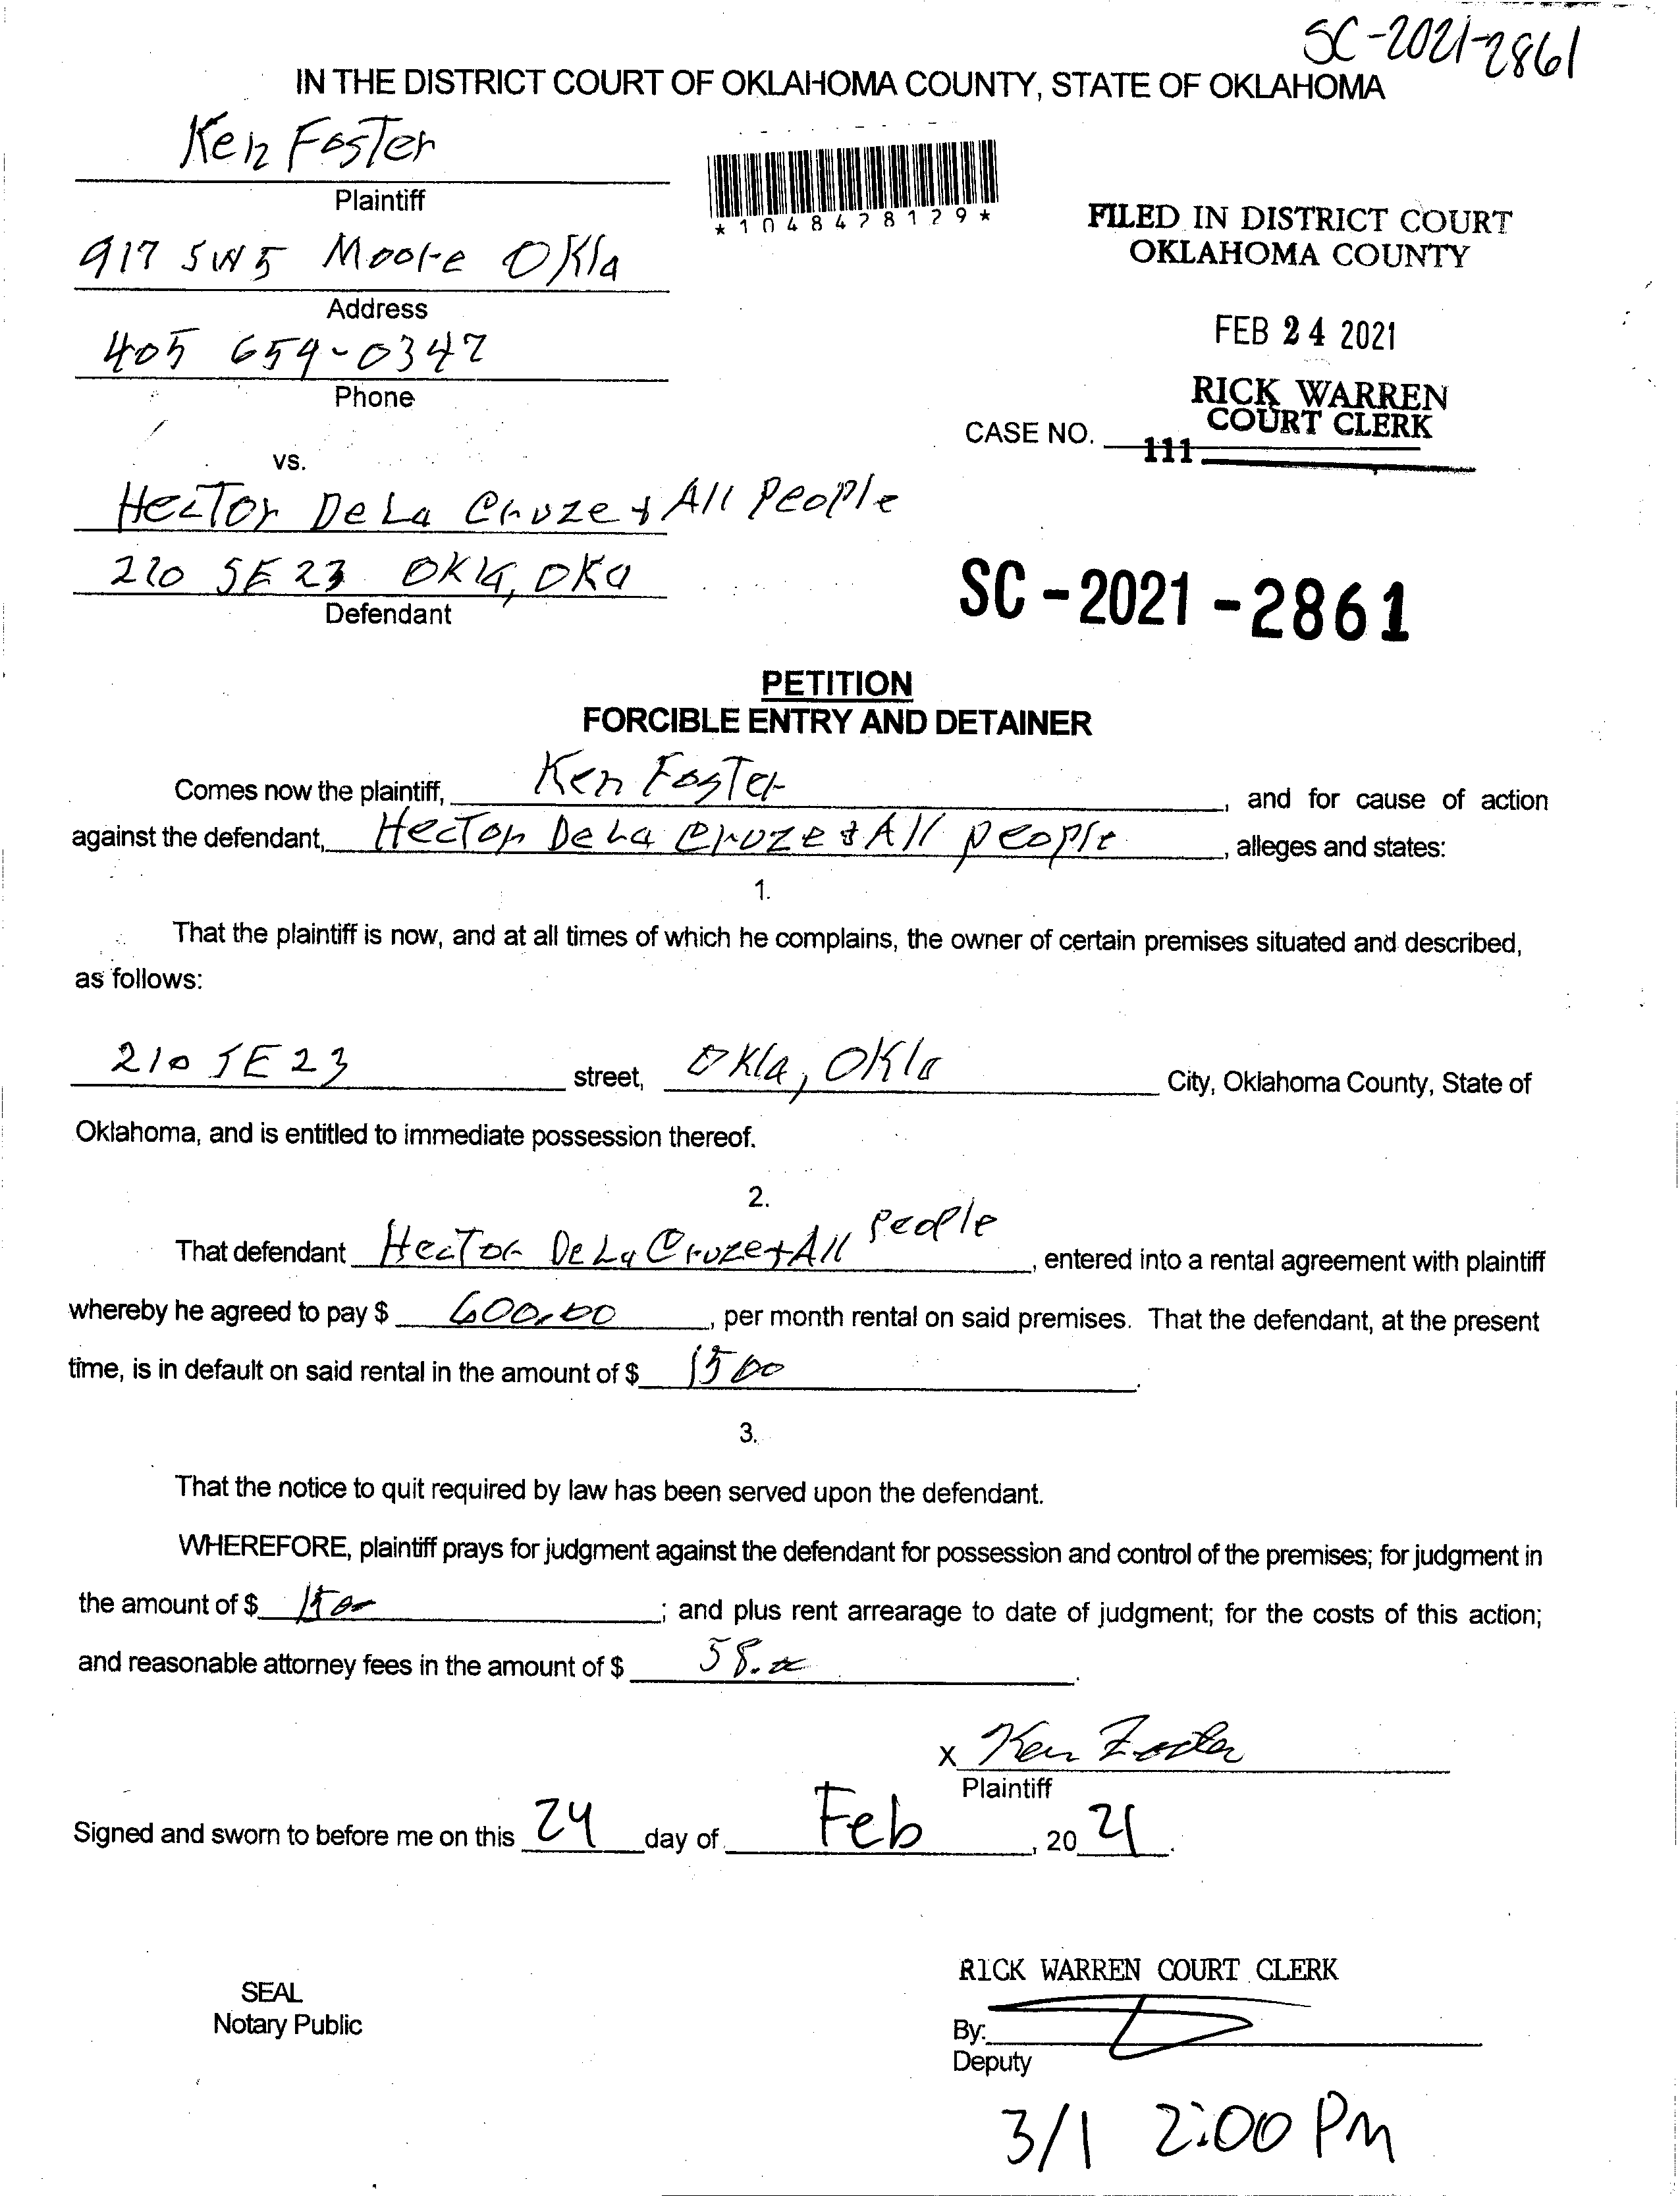 SC-2021-2861
IN THE DISTRICT COURT OF OKLAHOMA COUNTY, STATE OF OKLAHOMA
Ken Foster
Plaintiff
*1048478129*
FILED IN DISTRICT COURT
OKLAHOMA COUNTY
917 SW 5 Moore Okla
Address
FEB 24 2021
405 659-0347
Phone
RICK WARREN
COURT CLERK
CASE NO.
111
vs.
Hector De La Cruze + All People
210 SE 23 Okla, Oka
Defendant
SC-2021-2861
PETITION
FORCIBLE ENTRY AND DETAINER
Comes now the plaintiff, Ken Foster, and for cause of action
against the defendant, Hector De La Cruze & All people, alleges and states:
1.
That the plaintiff is now, and at all times of which he complains, the owner of certain premises situated and described,
as follows:
210 SE 23 street, Okla, Okla City, Oklahoma County, State of
Oklahoma, and is entitled to immediate possession thereof.
2.
That defendant Hector De La Cruze + All People, entered into a rental agreement with plaintiff
whereby he agreed to pay $ 600.00, per month rental on said premises. That the defendant, at the present
time, is in default on said rental in the amount of $ 1500.
3.
That the notice to quit required by law has been served upon the defendant.
WHEREFORE, plaintiff prays for judgment against the defendant for possession and control of the premises; for judgment in
the amount of $ 1500; and plus rent arrearage to date of judgment; for the costs of this action;
and reasonable attorney fees in the amount of $ 58.00.
x Ken Foster
Plaintiff
Signed and sworn to before me on this 24 day of Feb, 2021.
RICK WARREN COURT CLERK
SEAL
Notary Public
By:
Deputy
3/1 2:00 PM